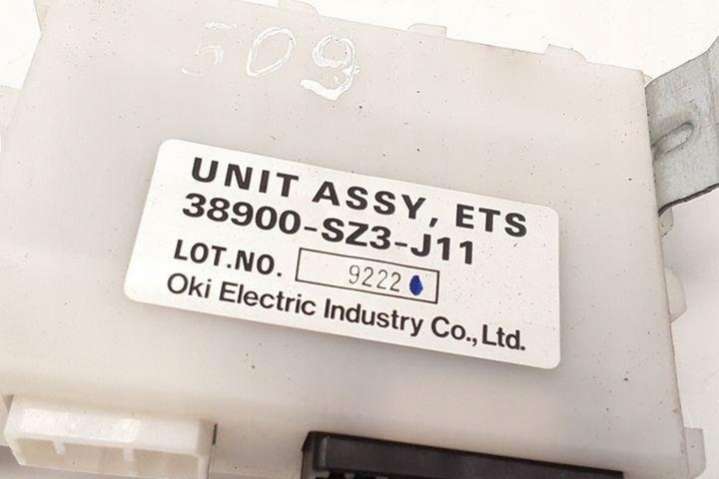 509
UNIT ASSY, ETS
38900-SZ3-J11
LOT.NO. 9222
Oki Electric Industry Co., Ltd.